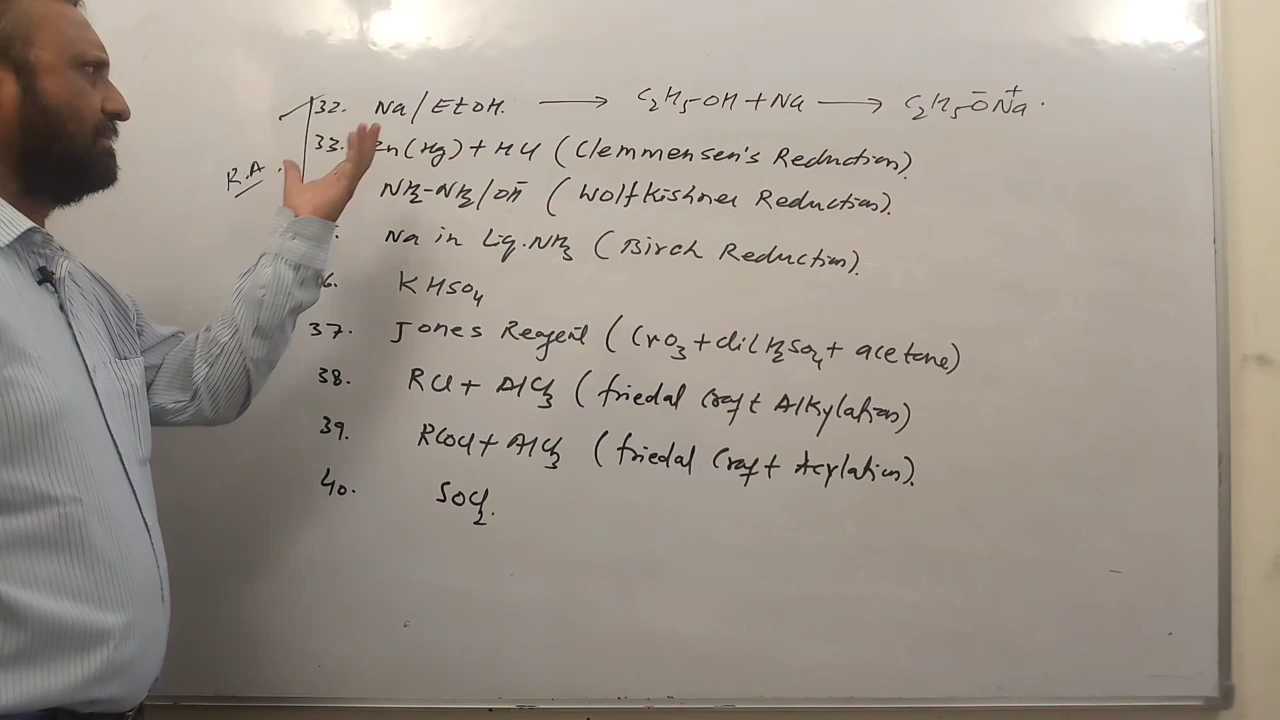 32. Na/EtOH. ⟶ C₂H₅-OH + Na ⟶ C₂H₅-O⁻Na⁺.
33. Zn(Hg) + HCl (Clemmensen's Reduction).
R.A.
NH₂-NH₂/OH⁻ (Wolf Kishner Reduction).
Na in Liq. NH₃ (Birch Reduction).
6. KHSO₄
37. Jones Reagent (CrO₃ + dil H₂SO₄ + acetone)
38. RCl + AlCl₃ (friedal Craft Alkylation)
39. RCOCl + AlCl₃ (friedal Craft Acylation).
40. SOCl₂.